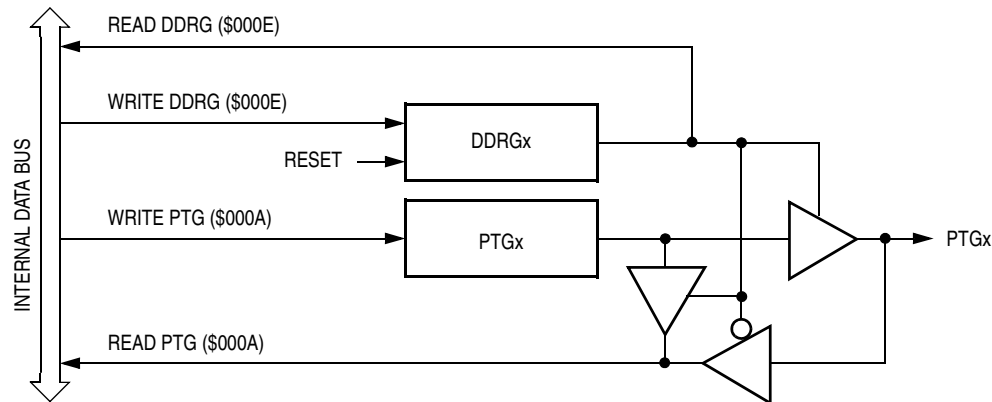 READ DDRG ($000E)
WRITE DDRG ($000E)
DDRGx
RESET
WRITE PTG ($000A)
PTGx
PTGx
READ PTG ($000A)
INTERNAL DATA BUS